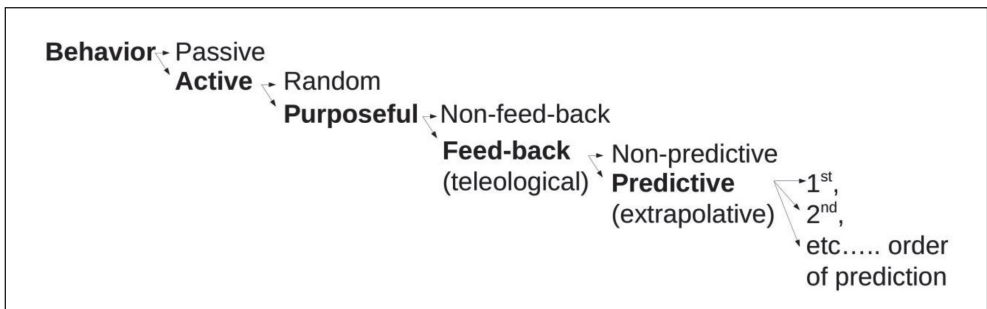 Behavior Passive
Active Random
Purposeful Non-feed-back
Feed-back Non-predictive
(teleological) Predictive 1st,
(extrapolative) 2nd,
etc….. order
of prediction